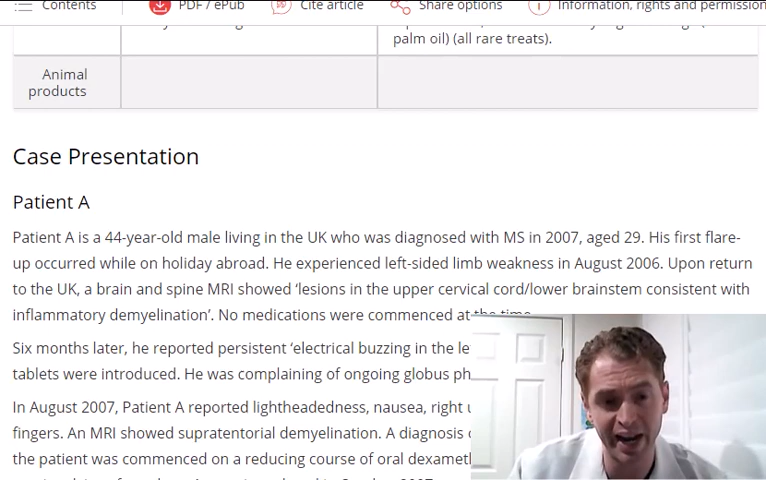 Contents PDF / ePub Cite article Share options Information, rights and permission
palm oil) (all rare treats).
Animal
products
Case Presentation
Patient A
Patient A is a 44-year-old male living in the UK who was diagnosed with MS in 2007, aged 29. His first flare-
up occurred while on holiday abroad. He experienced left-sided limb weakness in August 2006. Upon return
to the UK, a brain and spine MRI showed ‘lesions in the upper cervical cord/lower brainstem consistent with
inflammatory demyelination’. No medications were commenced at the time.
Six months later, he reported persistent ‘electrical buzzing in the le
tablets were introduced. He was complaining of ongoing globus ph
In August 2007, Patient A reported lightheadedness, nausea, right u
fingers. An MRI showed supratentorial demyelination. A diagnosis
the patient was commenced on a reducing course of oral dexamet